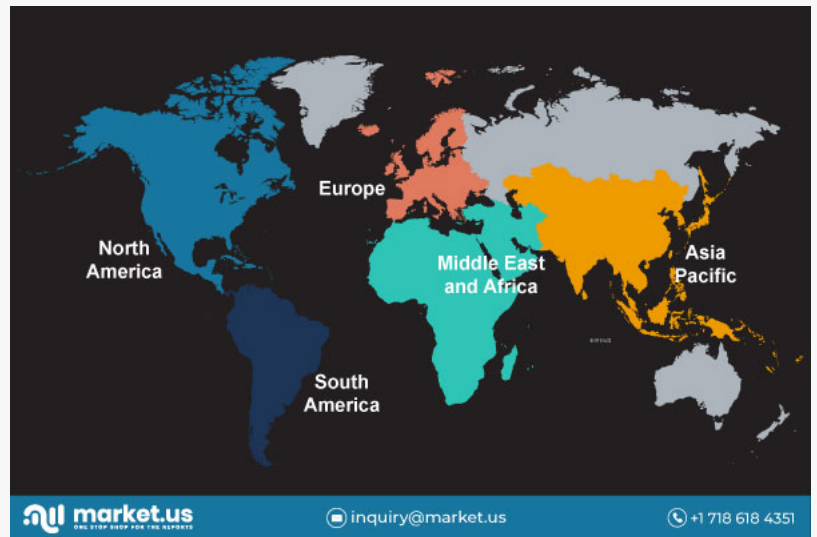 Europe
North
America
Middle East
and Africa
Asia
Pacific
South
America
market.us
ONE STOP SHOP FOR THE REPORTS
inquiry@market.us
+1 718 618 4351